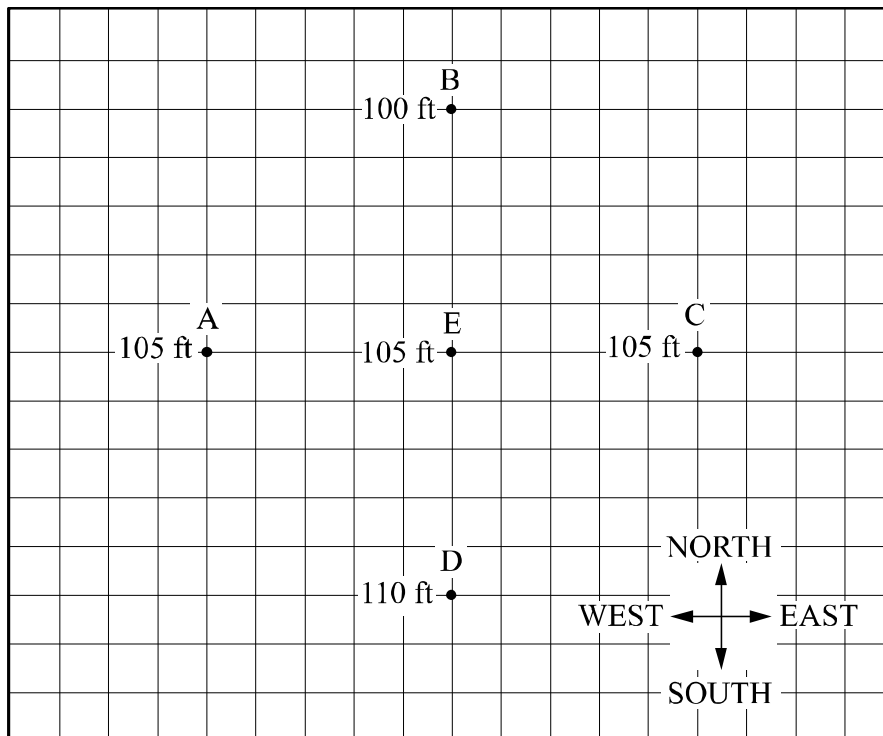 B
100 ft
A
E
C
105 ft
105 ft
105 ft
D
110 ft
NORTH
WEST
EAST
SOUTH